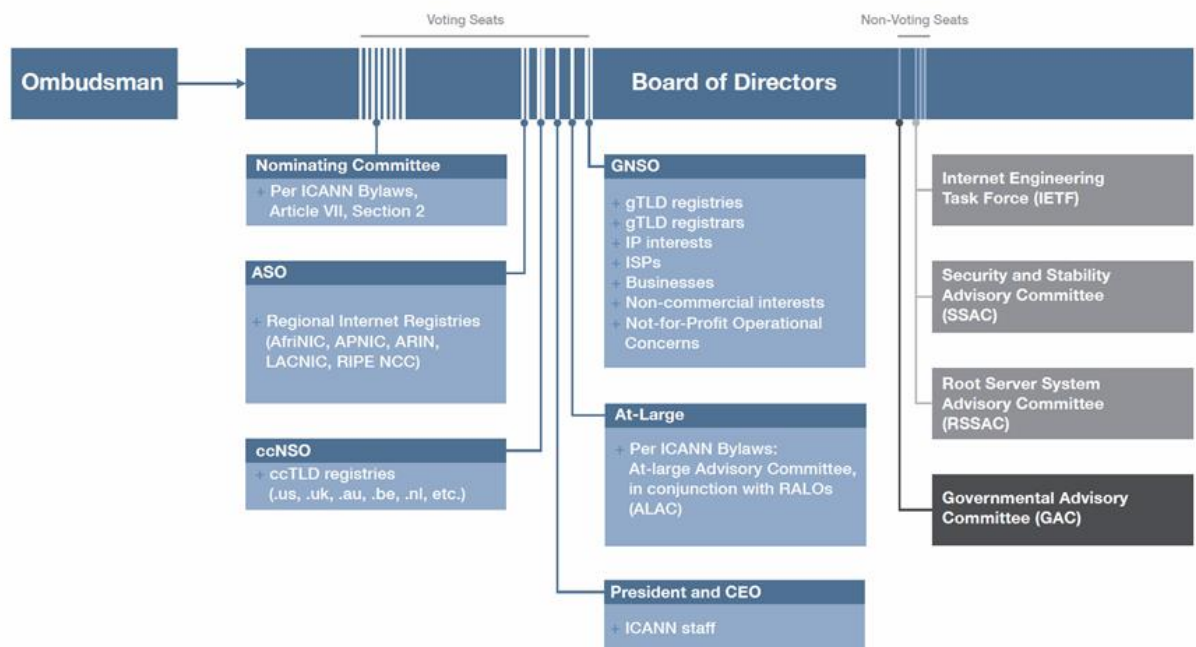 Voting Seats
Non-Voting Seats
Ombudsman
Board of Directors
Nominating Committee
+ Per ICANN Bylaws,
Article VII, Section 2
ASO
+ Regional Internet Registries
(AfriNIC, APNIC, ARIN,
LACNIC, RIPE NCC)
ccNSO
+ ccTLD registries
(.us, .uk, .au, .be, .nl, etc.)
GNSO
+ gTLD registries
+ gTLD registrars
+ IP interests
+ ISPs
+ Businesses
+ Non-commercial interests
+ Not-for-Profit Operational
Concerns
At-Large
+ Per ICANN Bylaws:
At-large Advisory Committee,
in conjunction with RALOs
(ALAC)
President and CEO
+ ICANN staff
Internet Engineering
Task Force (IETF)
Security and Stability
Advisory Committee
(SSAC)
Root Server System
Advisory Committee
(RSSAC)
Governmental Advisory
Committee (GAC)